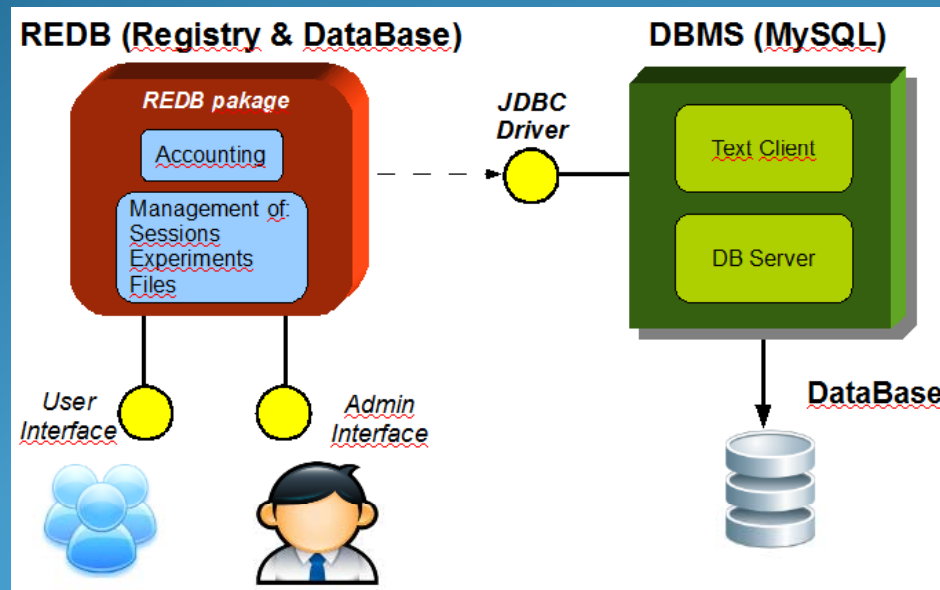 REDB (Registry & DataBase)
REDB pakage
Accounting
Management of:
Sessions
Experiments
Files
User
Interface
Admin
Interface
JDBC
Driver
DBMS (MySQL)
Text Client
DB Server
DataBase